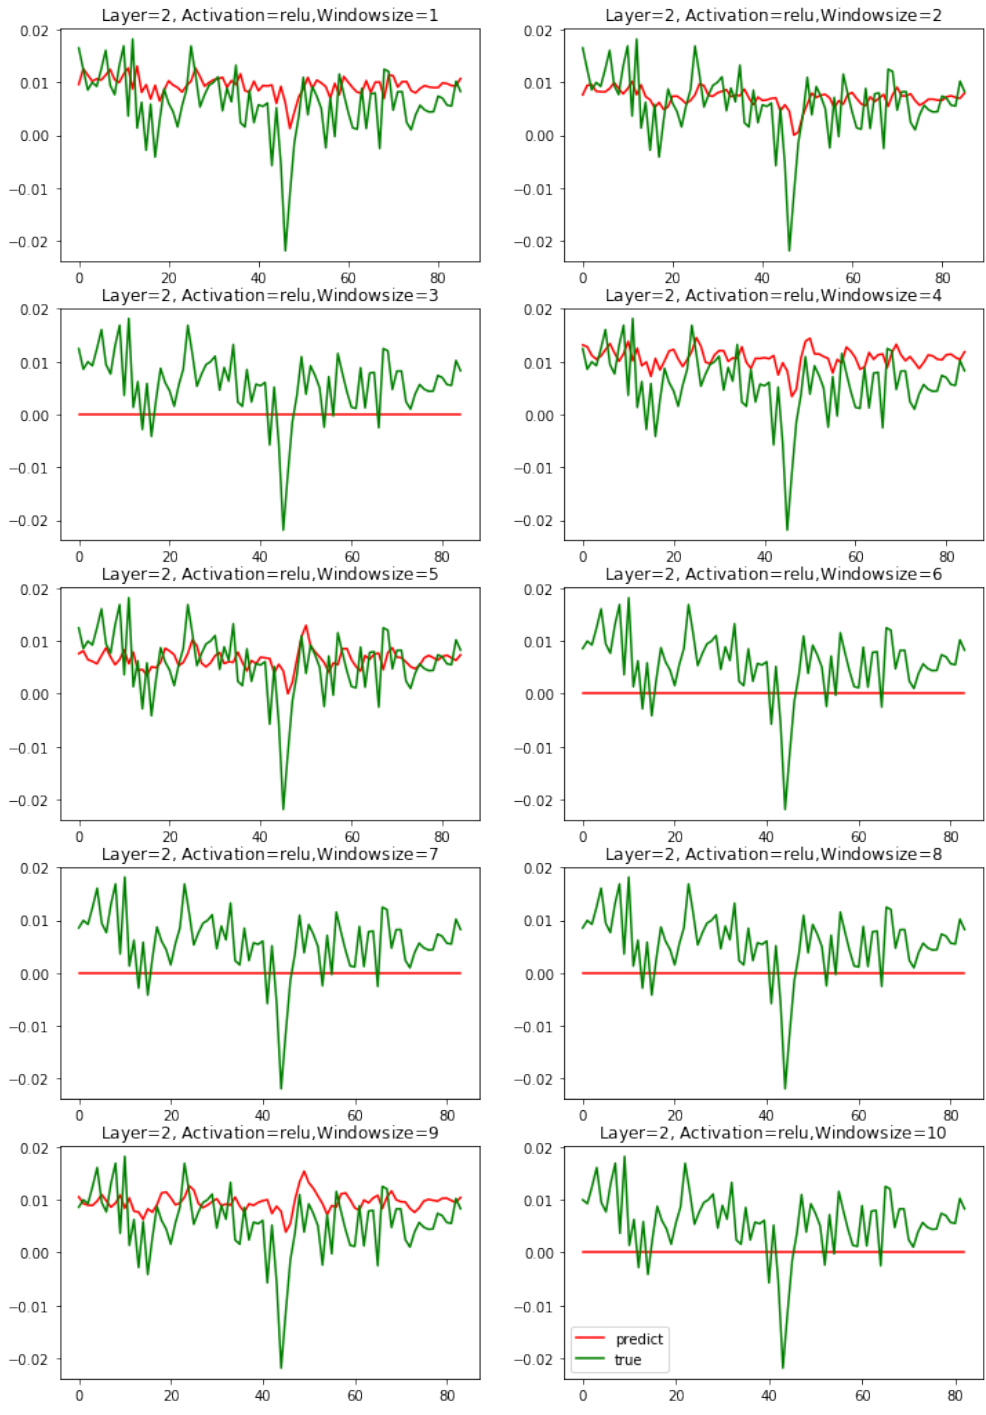 Layer=2, Activation=relu,Windowsize=1
0.02
0.01
0.00
−0.01
−0.02
0 20 40 60 80
Layer=2, Activation=relu,Windowsize=2
0.02
0.01
0.00
−0.01
−0.02
0 20 40 60 80
Layer=2, Activation=relu,Windowsize=3
0.02
0.01
0.00
−0.01
−0.02
0 20 40 60 80
Layer=2, Activation=relu,Windowsize=4
0.02
0.01
0.00
−0.01
−0.02
0 20 40 60 80
Layer=2, Activation=relu,Windowsize=5
0.02
0.01
0.00
−0.01
−0.02
0 20 40 60 80
Layer=2, Activation=relu,Windowsize=6
0.02
0.01
0.00
−0.01
−0.02
0 20 40 60 80
Layer=2, Activation=relu,Windowsize=7
0.02
0.01
0.00
−0.01
−0.02
0 20 40 60 80
Layer=2, Activation=relu,Windowsize=8
0.02
0.01
0.00
−0.01
−0.02
0 20 40 60 80
Layer=2, Activation=relu,Windowsize=9
0.02
0.01
0.00
−0.01
−0.02
0 20 40 60 80
Layer=2, Activation=relu,Windowsize=10
0.02
0.01
0.00
−0.01
−0.02
predict
true
0 20 40 60 80